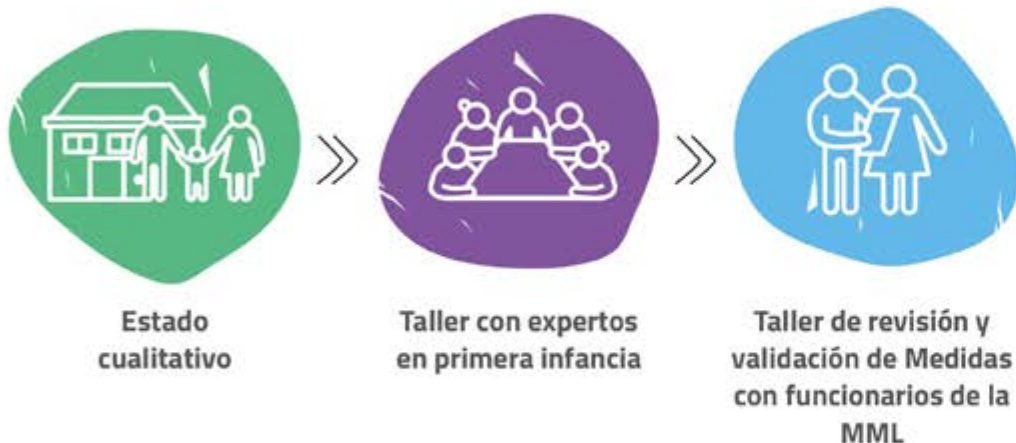 Estado
cualitativo
Taller con expertos
en primera infancia
Taller de revisión y
validación de Medidas
con funcionarios de la
MML